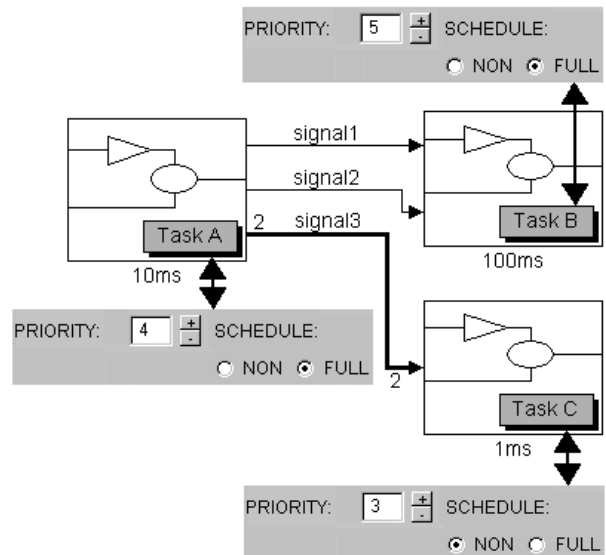 PRIORITY: 5 + - SCHEDULE:
NON FULL
signal1
signal2
Task A 2 signal3 Task B
10ms 100ms
PRIORITY: 4 + - SCHEDULE:
NON FULL
2
Task C
1ms
PRIORITY: 3 + - SCHEDULE:
NON FULL